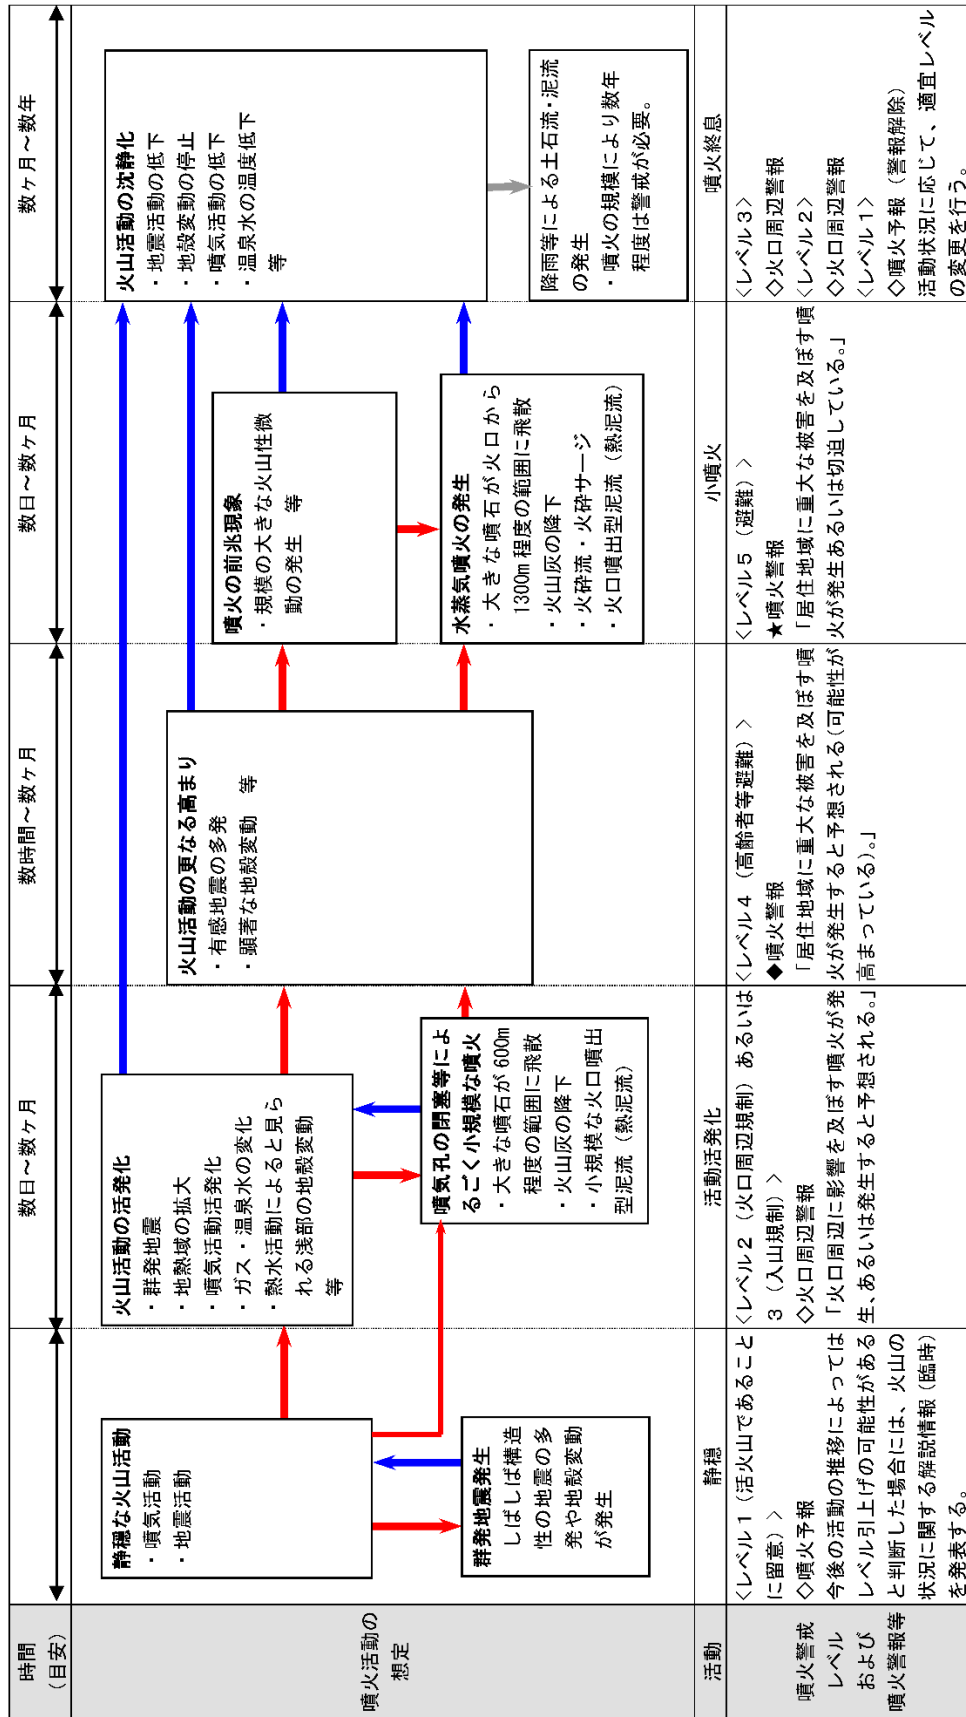 時間
(目安)
数日～数ヶ月
数時間～数ヶ月
数日～数ヶ月
数ヶ月～数年
噴火活動の
想定
静穏な火山活動
・噴気活動
・地震活動
群発地震発生
しばしば構造
性の地震の多
発や地殻変動
が発生
火山活動の活発化
・群発地震
・地熱域の拡大
・噴気活動活発化
・ガス・温泉水の変化
・熱水活動によると見ら
れる浅部の地殻変動
等
噴気孔の閉塞等によ
るごく小規模な噴火
・大きな噴石が 600m
程度の範囲に飛散
・火山灰の降下
・小規模な火口噴出
型泥流（熱泥流）
火山活動の更なる高まり
・有感地震の多発
・顕著な地殻変動　等
噴火の前兆現象
・規模の大きな火山性微
動の発生　等
水蒸気噴火の発生
・大きな噴石が火口から
1300m 程度の範囲に飛散
・火山灰の降下
・火砕流・火砕サージ
・火口噴出型泥流（熱泥流）
火山活動の沈静化
・地震活動の低下
・地殻変動の停止
・噴気活動の低下
・温泉水の温度低下
等
降雨等による土石流・泥流
の発生
・噴火の規模により数年
程度は警戒が必要。
活動
静穏
活動活発化
小噴火
噴火終息
噴火警戒
レベル
および
噴火警報等
＜レベル１（活火山であること
に留意）＞
◇噴火予報
今後の活動の推移によっては
レベル引上げの可能性がある
と判断した場合には、火山の
状況に関する解説情報（臨時）
を発表する。
＜レベル２（火口周辺規制）あるいは
３（入山規制）＞
◇火口周辺警報
「火口周辺に影響を及ぼす噴火が発
生、あるいは発生すると予想される。」
＜レベル４（高齢者等避難）＞
◆噴火警報
「居住地域に重大な被害を及ぼす噴
火が発生すると予想される（可能性が
高まっている）。」
＜レベル５（避難）＞
★噴火警報
「居住地域に重大な被害を及ぼす噴
火が発生あるいは切迫している。」
＜レベル３＞
◇火口周辺警報
＜レベル２＞
◇火口周辺警報
＜レベル１＞
◇噴火予報（警報解除）
活動状況に応じて、適宜レベル
の変更を行う。